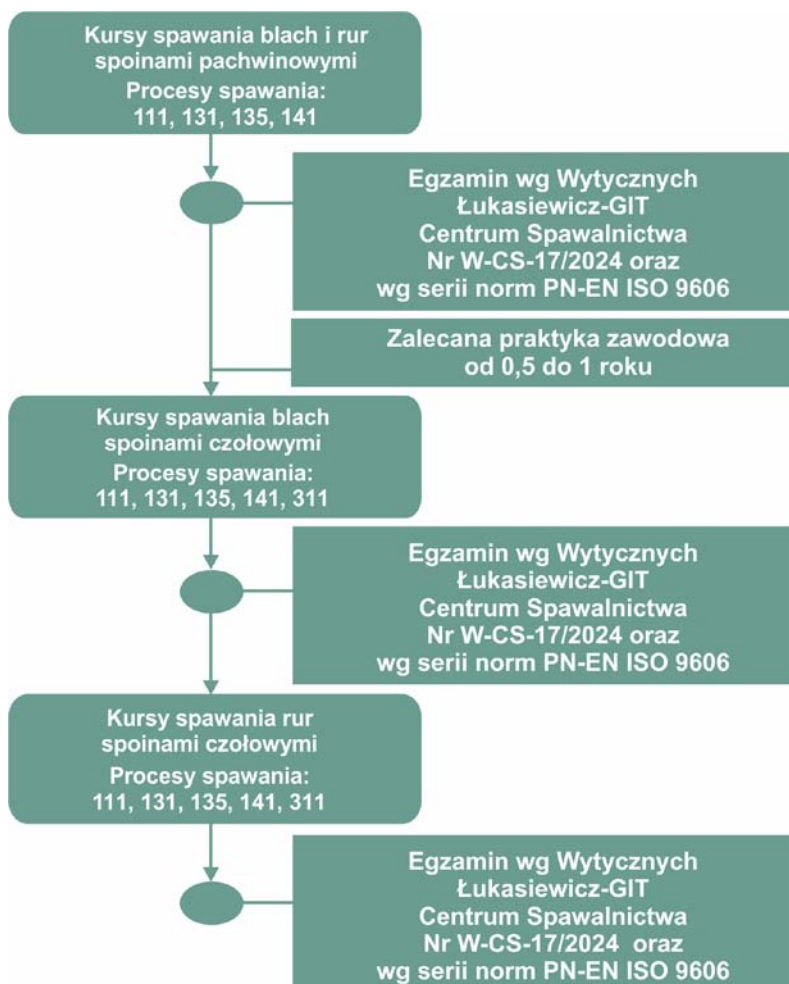 Kursy spawania blach i rur
spoinami pachwinowymi
Procesy spawania:
111, 131, 135, 141
Egzamin wg Wytycznych
Łukasiewicz-GIT
Centrum Spawalnictwa
Nr W-CS-17/2024 oraz
wg serii norm PN-EN ISO 9606
Zalecana praktyka zawodowa
od 0,5 do 1 roku
Kursy spawania blach
spoinami czołowymi
Procesy spawania:
111, 131, 135, 141, 311
Egzamin wg Wytycznych
Łukasiewicz-GIT
Centrum Spawalnictwa
Nr W-CS-17/2024 oraz
wg serii norm PN-EN ISO 9606
Kursy spawania rur
spoinami czołowymi
Procesy spawania:
111, 131, 135, 141, 311
Egzamin wg Wytycznych
Łukasiewicz-GIT
Centrum Spawalnictwa
Nr W-CS-17/2024 oraz
wg serii norm PN-EN ISO 9606